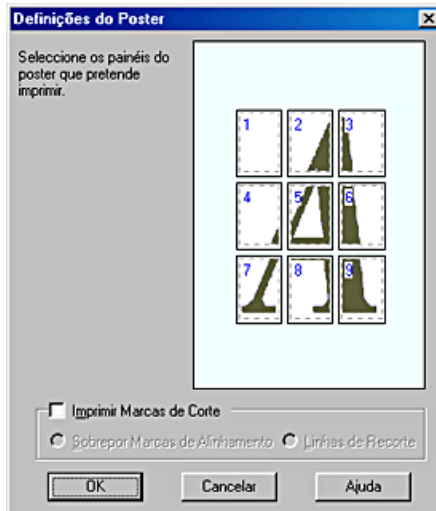 Definições do Poster
Seleccione os painéis do
poster que pretende
imprimir.
1 2 3
4 5 6
7 8 9
Imprimir Marcas de Corte
Sobrepor Marcas de Alinhamento Linhas de Recorte
OK Cancelar Ajuda